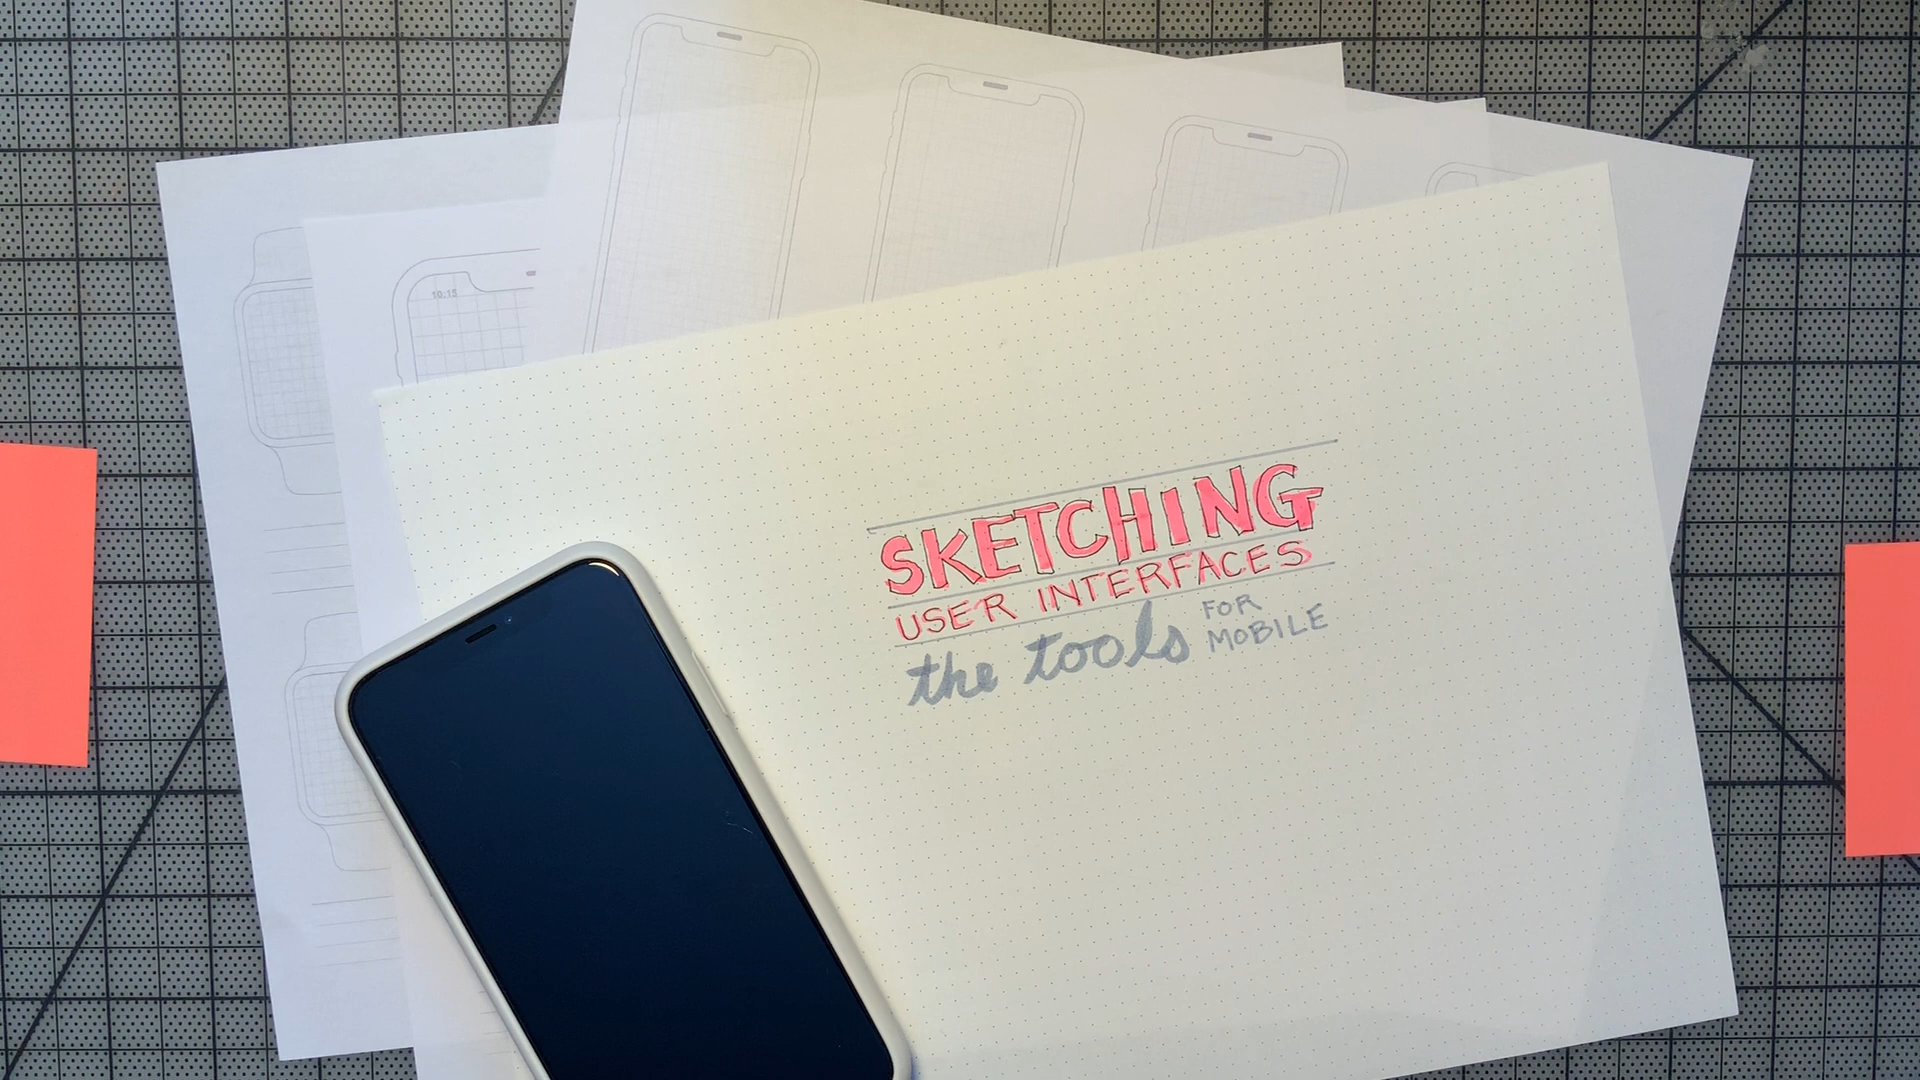 10:15
SKETCHING
USER INTERFACES
the tools FOR
MOBILE